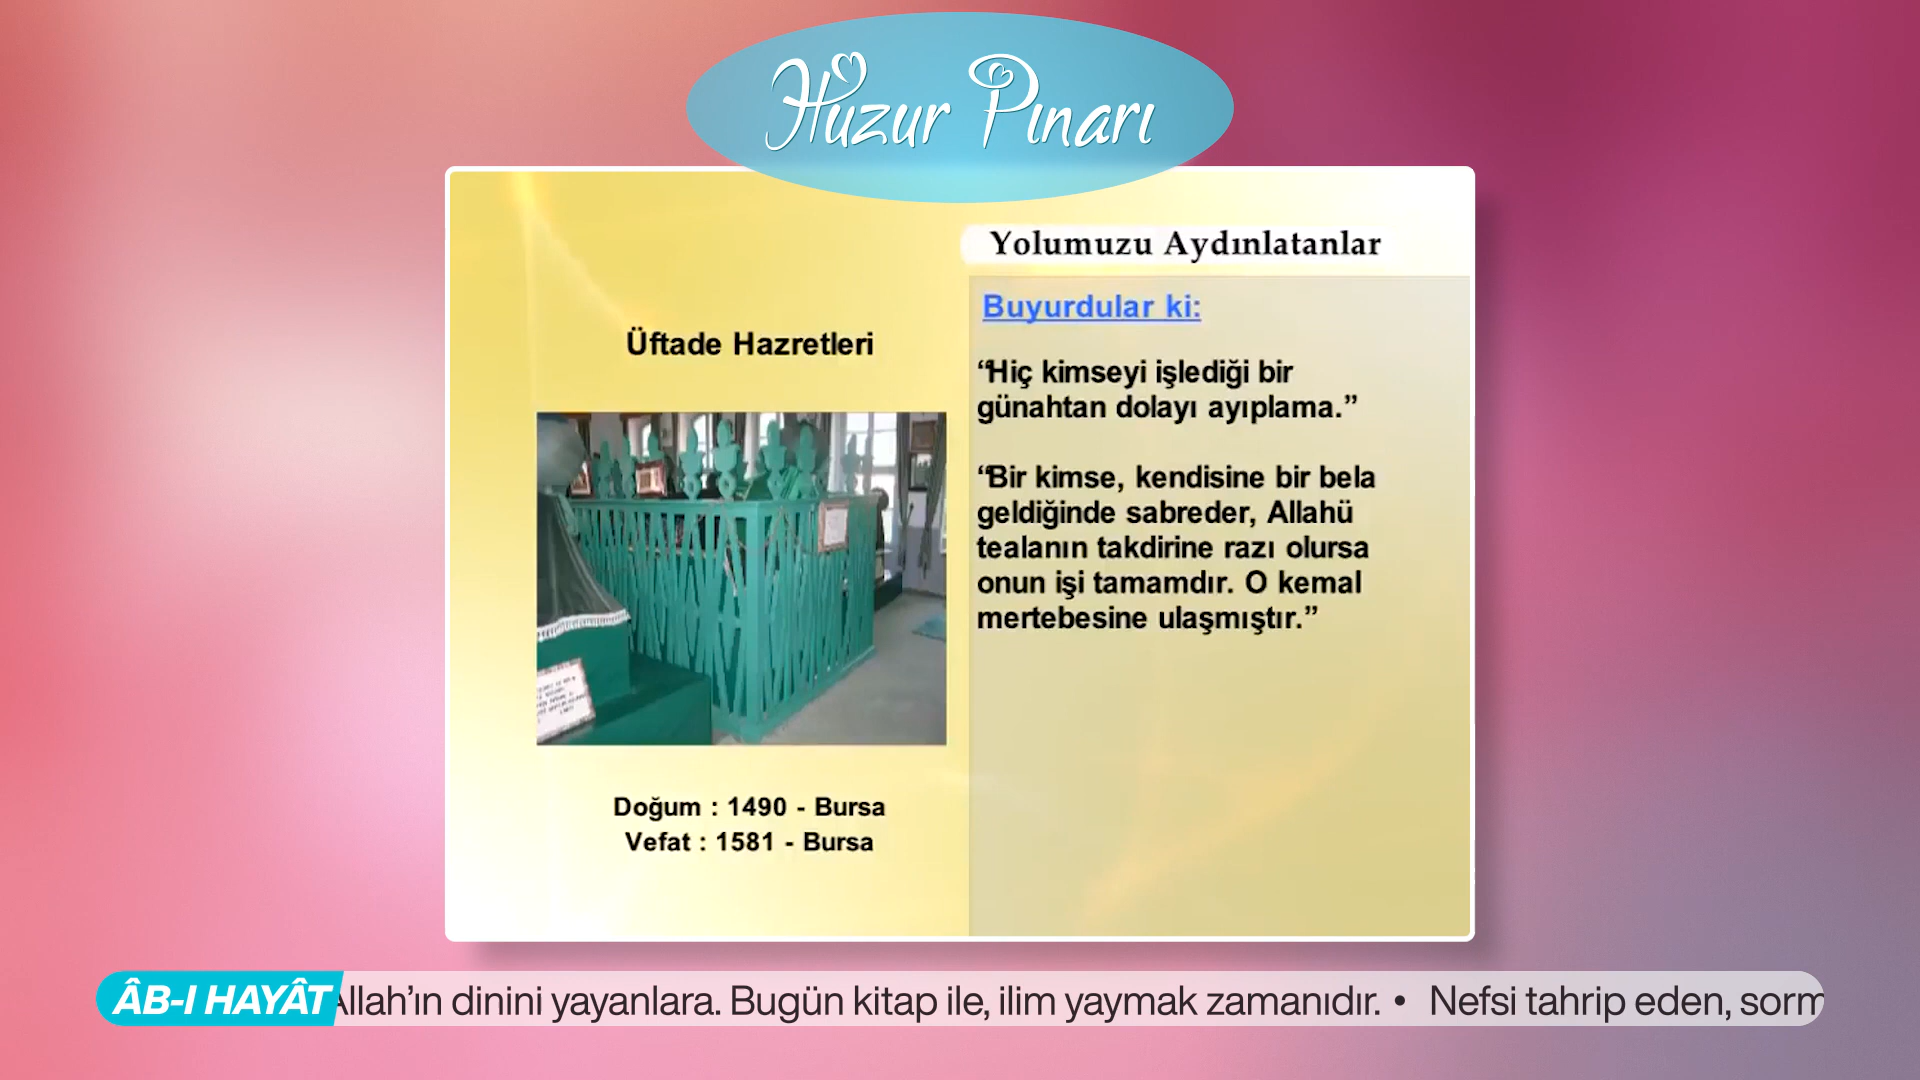 Huzur Pınarı
Yolumuzu Aydınlatanlar
Üftade Hazretleri
Doğum : 1490 - Bursa
Vefat : 1581 - Bursa
Buyurdular ki:
“Hiç kimseyi işlediği bir
günahtan dolayı ayıplama.”
“Bir kimse, kendisine bir bela
geldiğinde sabreder, Allahü
tealanın takdirine razı olursa
onun işi tamamdır. O kemal
mertebesine ulaşmıştır.”
ÂB-I HAYÂT
Allah’ın dinini yayanlara. Bugün kitap ile, ilim yaymak zamanıdır. • Nefsi tahrip eden, sorm